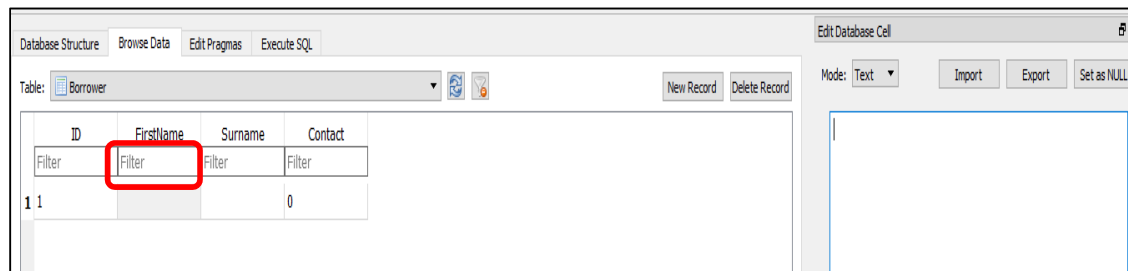 Database Structure Browse Data Edit Pragmas Execute SQL
Edit Database Cell
Table: Borrower
New Record Delete Record
Mode: Text Import Export Set as NULL
ID FirstName Surname Contact
Filter Filter Filter Filter
1 1 0